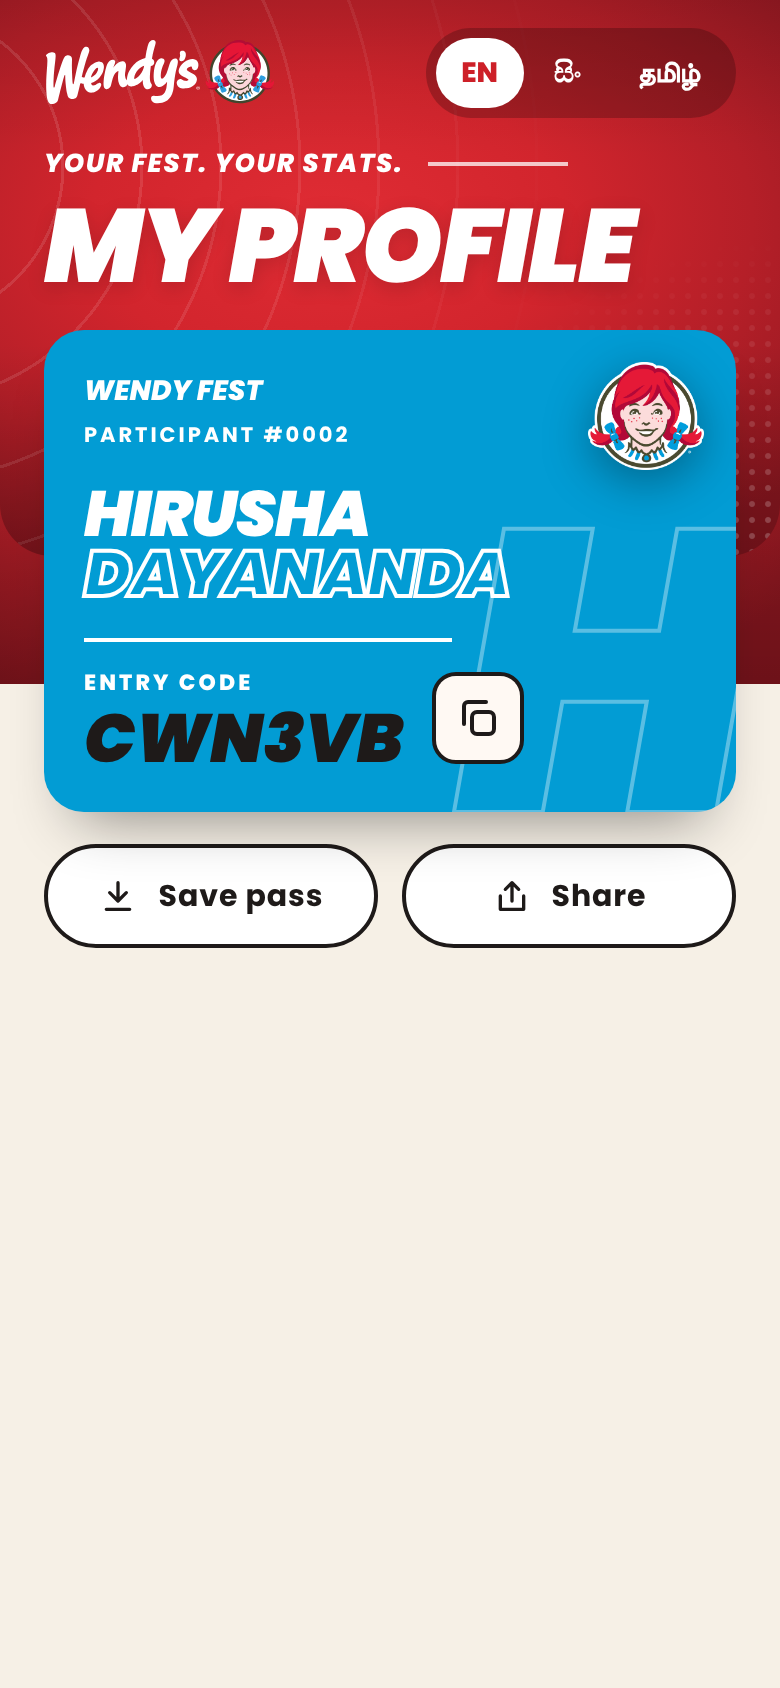 Wendy's
EN සිං தமிழ்
YOUR FEST. YOUR STATS.
MY PROFILE
WENDY FEST
PARTICIPANT #0002
HIRUSHA
DAYANANDA
ENTRY CODE
CWN3VB
H
Save pass Share